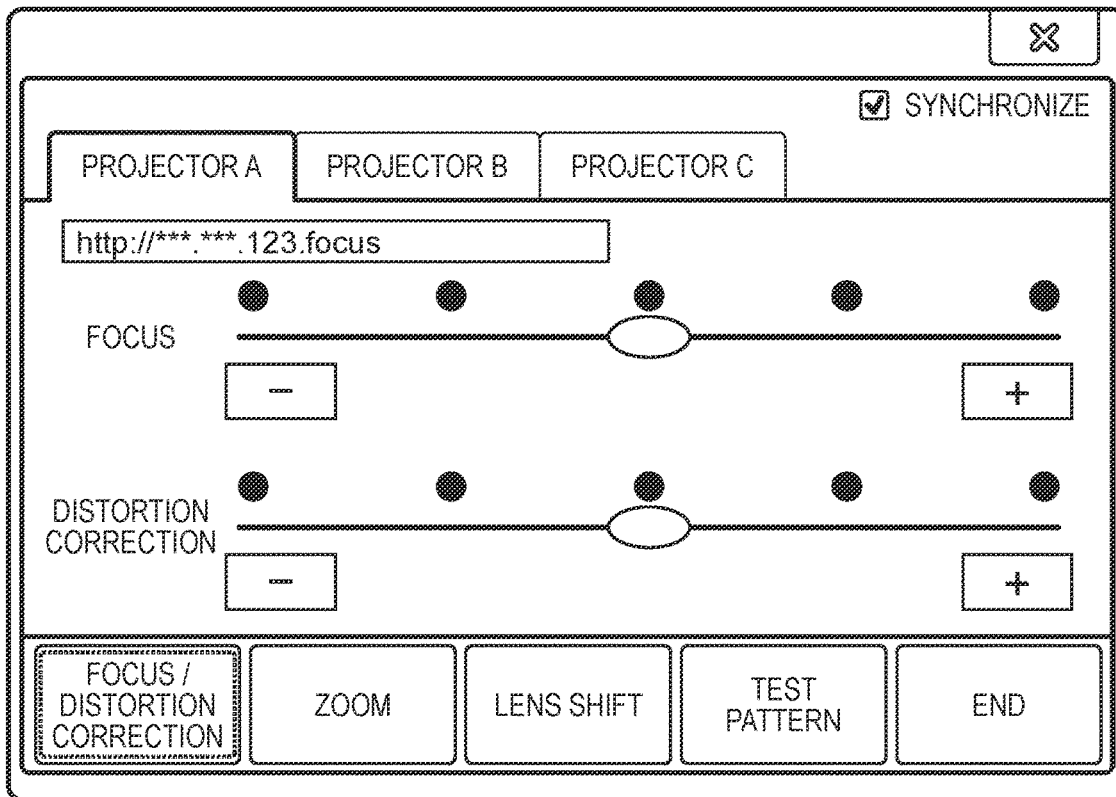 SYNCHRONIZE
PROJECTOR A
PROJECTOR B
PROJECTOR C
http://***.***.123.focus
FOCUS
−
+
DISTORTION
CORRECTION
−
+
FOCUS /
DISTORTION
CORRECTION
ZOOM
LENS SHIFT
TEST
PATTERN
END